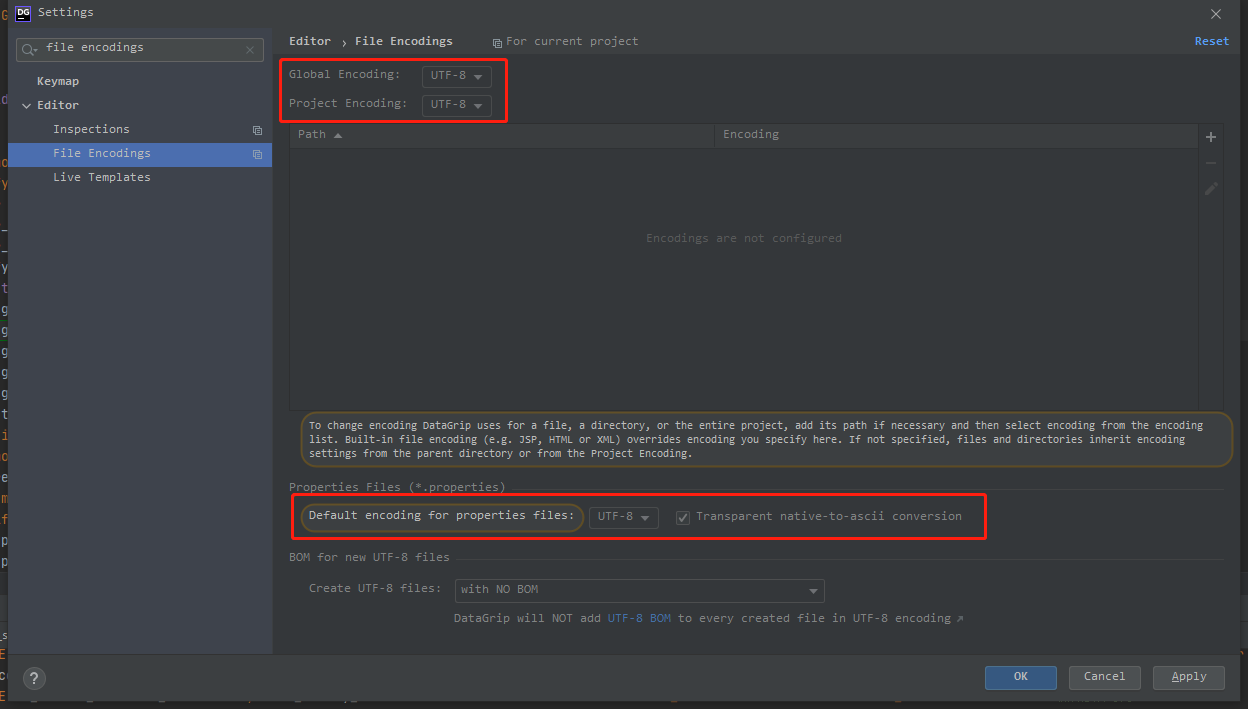 DG Settings
file encodings
Keymap
Editor
Inspections
File Encodings
Live Templates
Editor › File Encodings For current project Reset
Global Encoding: UTF-8
Project Encoding: UTF-8
Path Encoding
Encodings are not configured
To change encoding DataGrip uses for a file, a directory, or the entire project, add its path if necessary and then select encoding from the encoding
list. Built-in file encoding (e.g. JSP, HTML or XML) overrides encoding you specify here. If not specified, files and directories inherit encoding
settings from the parent directory or from the Project Encoding.
Properties Files (*.properties)
Default encoding for properties files: UTF-8 Transparent native-to-ascii conversion
BOM for new UTF-8 files
Create UTF-8 files: with NO BOM
DataGrip will NOT add UTF-8 BOM to every created file in UTF-8 encoding ↗
? OK Cancel Apply